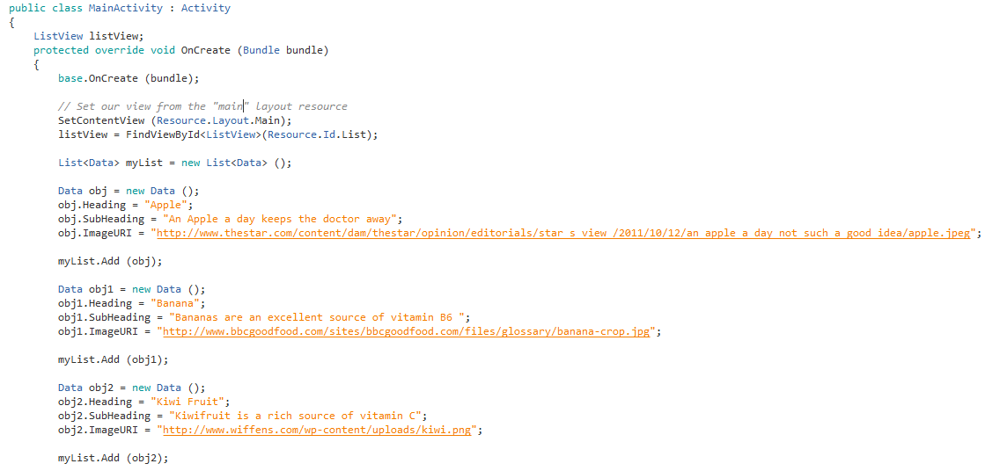 public class MainActivity : Activity
{
    ListView listView;
    protected override void OnCreate (Bundle bundle)
    {
        base.OnCreate (bundle);

        // Set our view from the "main" layout resource
        SetContentView (Resource.Layout.Main);
        listView = FindViewById<ListView>(Resource.Id.List);

        List<Data> myList = new List<Data> ();

        Data obj = new Data ();
        obj.Heading = "Apple";
        obj.SubHeading = "An Apple a day keeps the doctor away";
        obj.ImageURI = "http://www.thestar.com/content/dam/thestar/opinion/editorials/star_s_view_/2011/10/12/an_apple_a_day_not_such_a_good_idea/apple.jpeg";

        myList.Add (obj);

        Data obj1 = new Data ();
        obj1.Heading = "Banana";
        obj1.SubHeading = "Bananas are an excellent source of vitamin B6 ";
        obj1.ImageURI = "http://www.bbcgoodfood.com/sites/bbcgoodfood.com/files/glossary/banana-crop.jpg";

        myList.Add (obj1);

        Data obj2 = new Data ();
        obj2.Heading = "Kiwi Fruit";
        obj2.SubHeading = "Kiwifruit is a rich source of vitamin C";
        obj2.ImageURI = "http://www.wiffens.com/wp-content/uploads/kiwi.png";

        myList.Add (obj2);